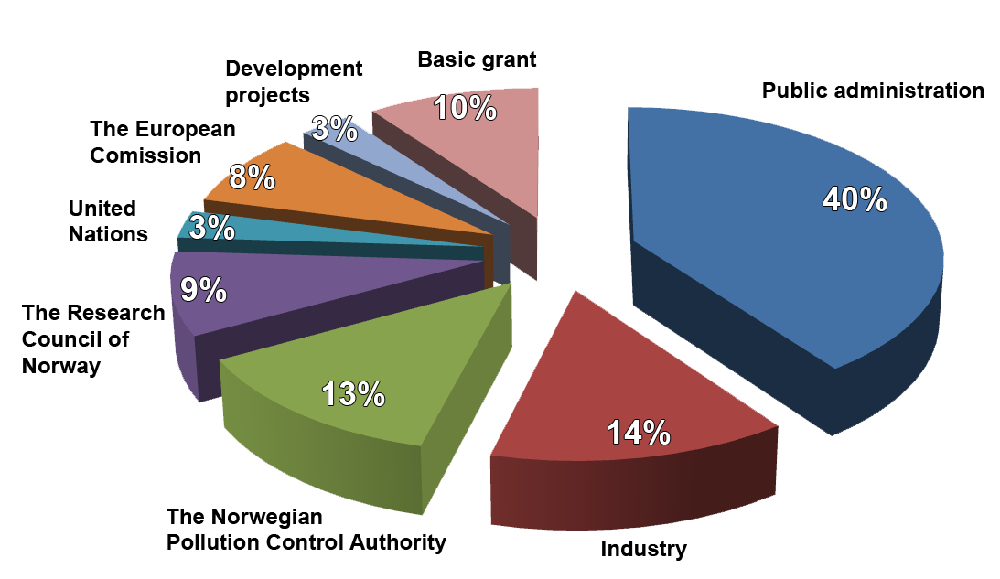 Basic grant
10%
Public administration
40%
Development
projects
3%
The European
Comission
8%
United
Nations
3%
The Research
Council of
Norway
9%
13%
The Norwegian
Pollution Control Authority
14%
Industry